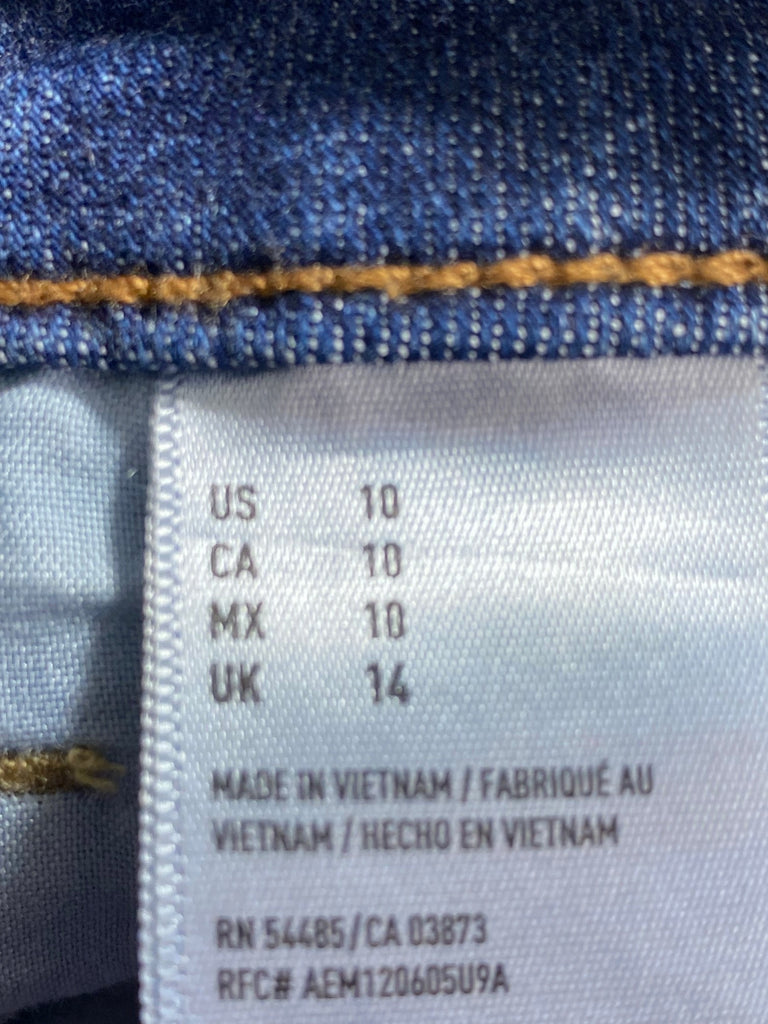 US 10
CA 10
MX 10
UK 14
MADE IN VIETNAM / FABRIQUÉ AU
VIETNAM / HECHO EN VIETNAM
RN 54485/CA 03873
RFC# AEM120605U9A